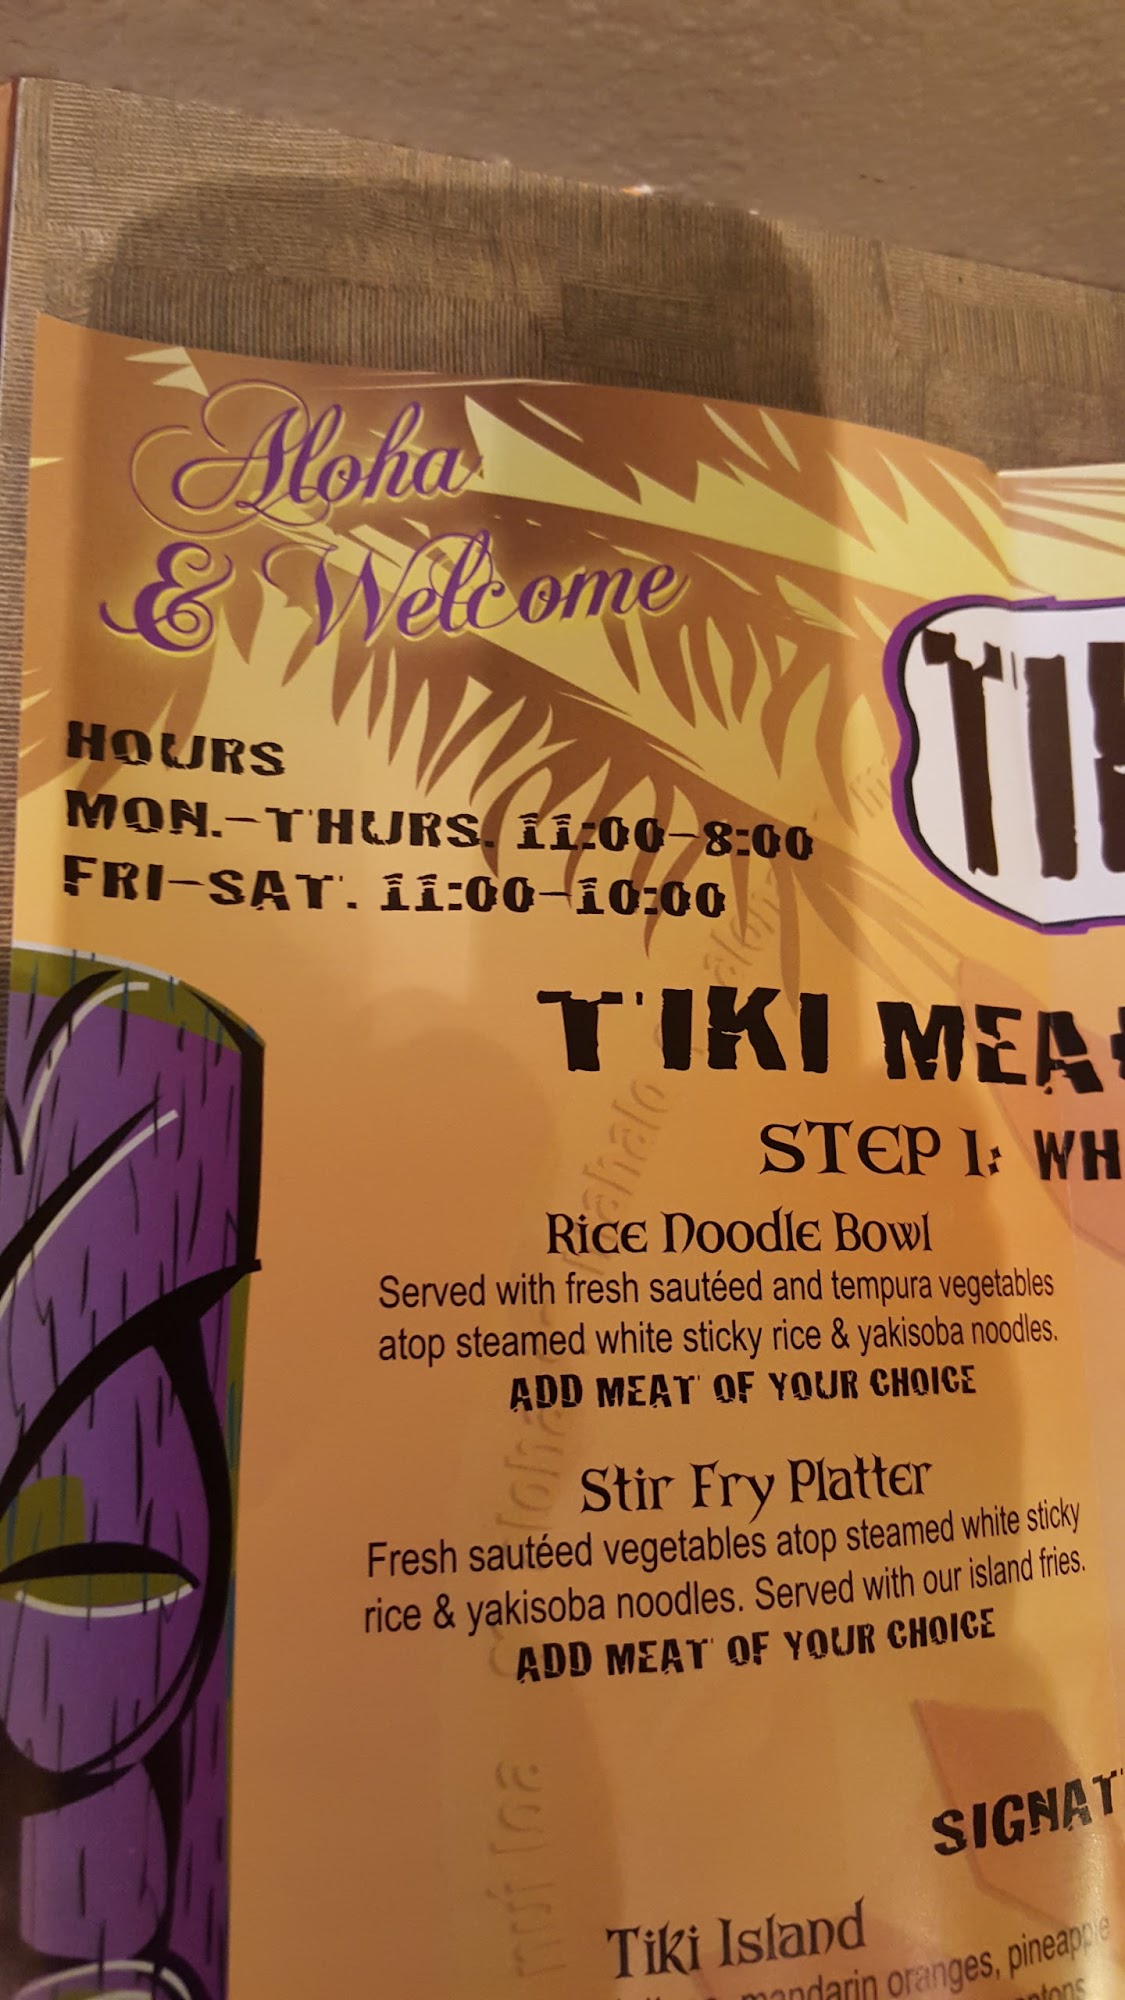 Aloha
& Welcome
HOURS
MON.-THURS. 11:00-8:00
FRI-SAT. 11:00-10:00
TIKI
STEP 1:
Rice Noodle Bowl
Served with fresh sautéed and tempura vegetables
atop steamed white sticky rice & yakisoba noodles.
ADD MEAT OF YOUR CHOICE
Stir Fry Platter
Fresh sautéed vegetables atop steamed white sticky
rice & yakisoba noodles. Served with our island fries.
ADD MEAT OF YOUR CHOICE
Tiki Island
mandarin oranges, pineapple